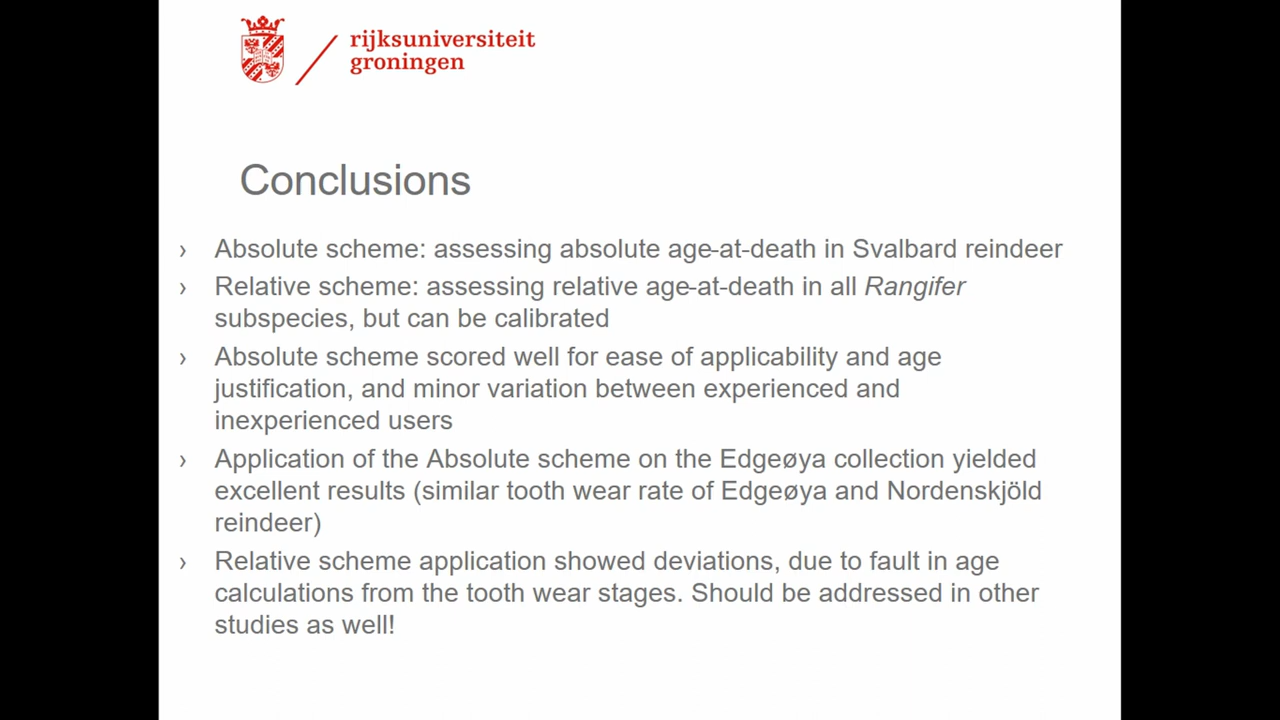 rijksuniversiteit
groningen
Conclusions
› Absolute scheme: assessing absolute age-at-death in Svalbard reindeer
› Relative scheme: assessing relative age-at-death in all Rangifer
subspecies, but can be calibrated
› Absolute scheme scored well for ease of applicability and age
justification, and minor variation between experienced and
inexperienced users
› Application of the Absolute scheme on the Edgeøya collection yielded
excellent results (similar tooth wear rate of Edgeøya and Nordenskjöld
reindeer)
› Relative scheme application showed deviations, due to fault in age
calculations from the tooth wear stages. Should be addressed in other
studies as well!